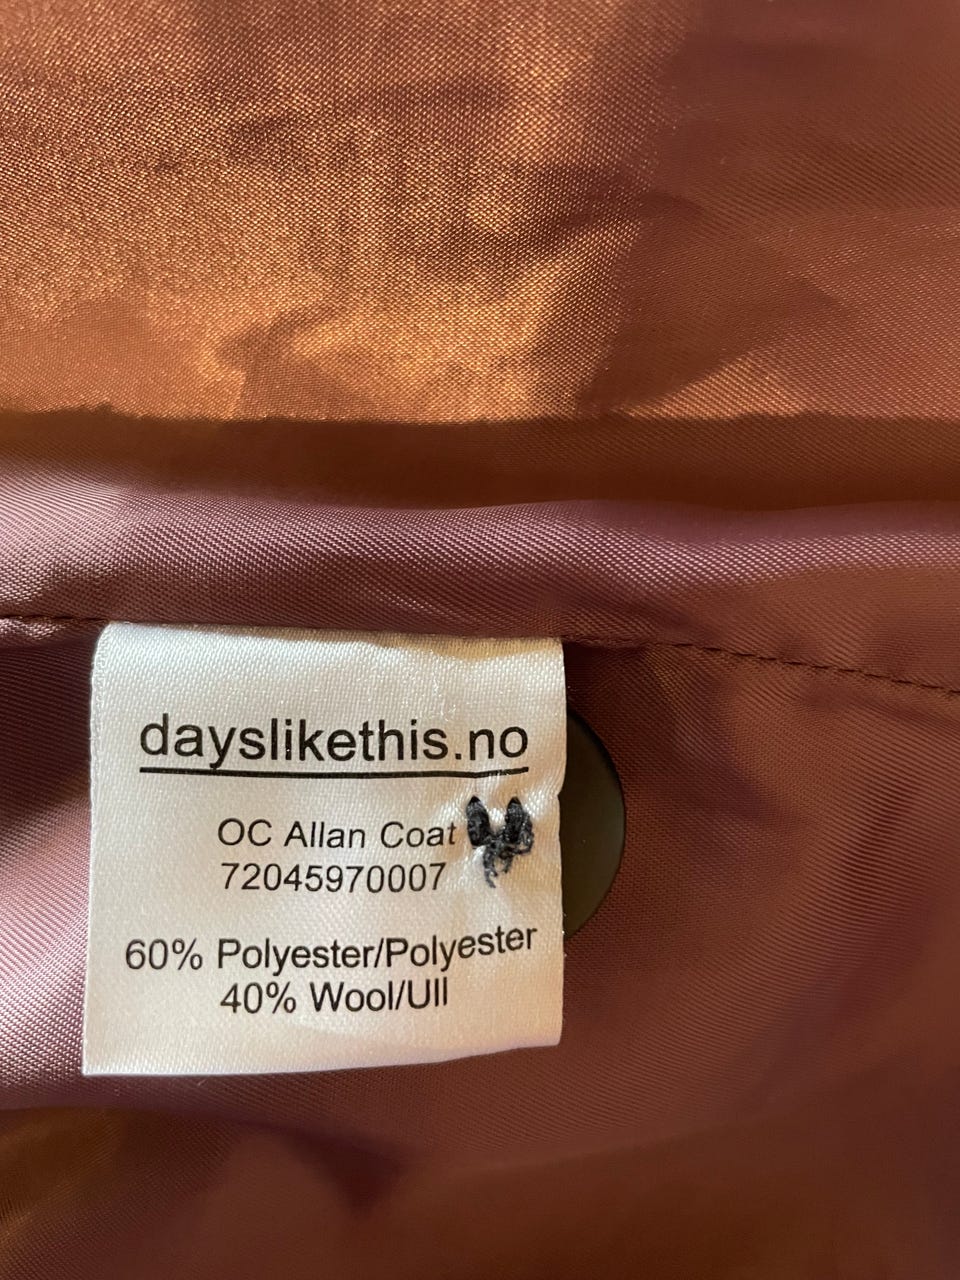 dayslikethis.no
OC Allan Coat
72045970007
60% Polyester/Polyester
40% Wool/Ull